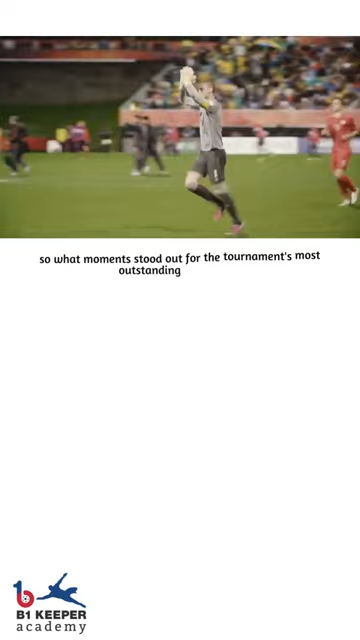 so what moments stood out for the tournament's most
outstanding
B1 KEEPER
academy